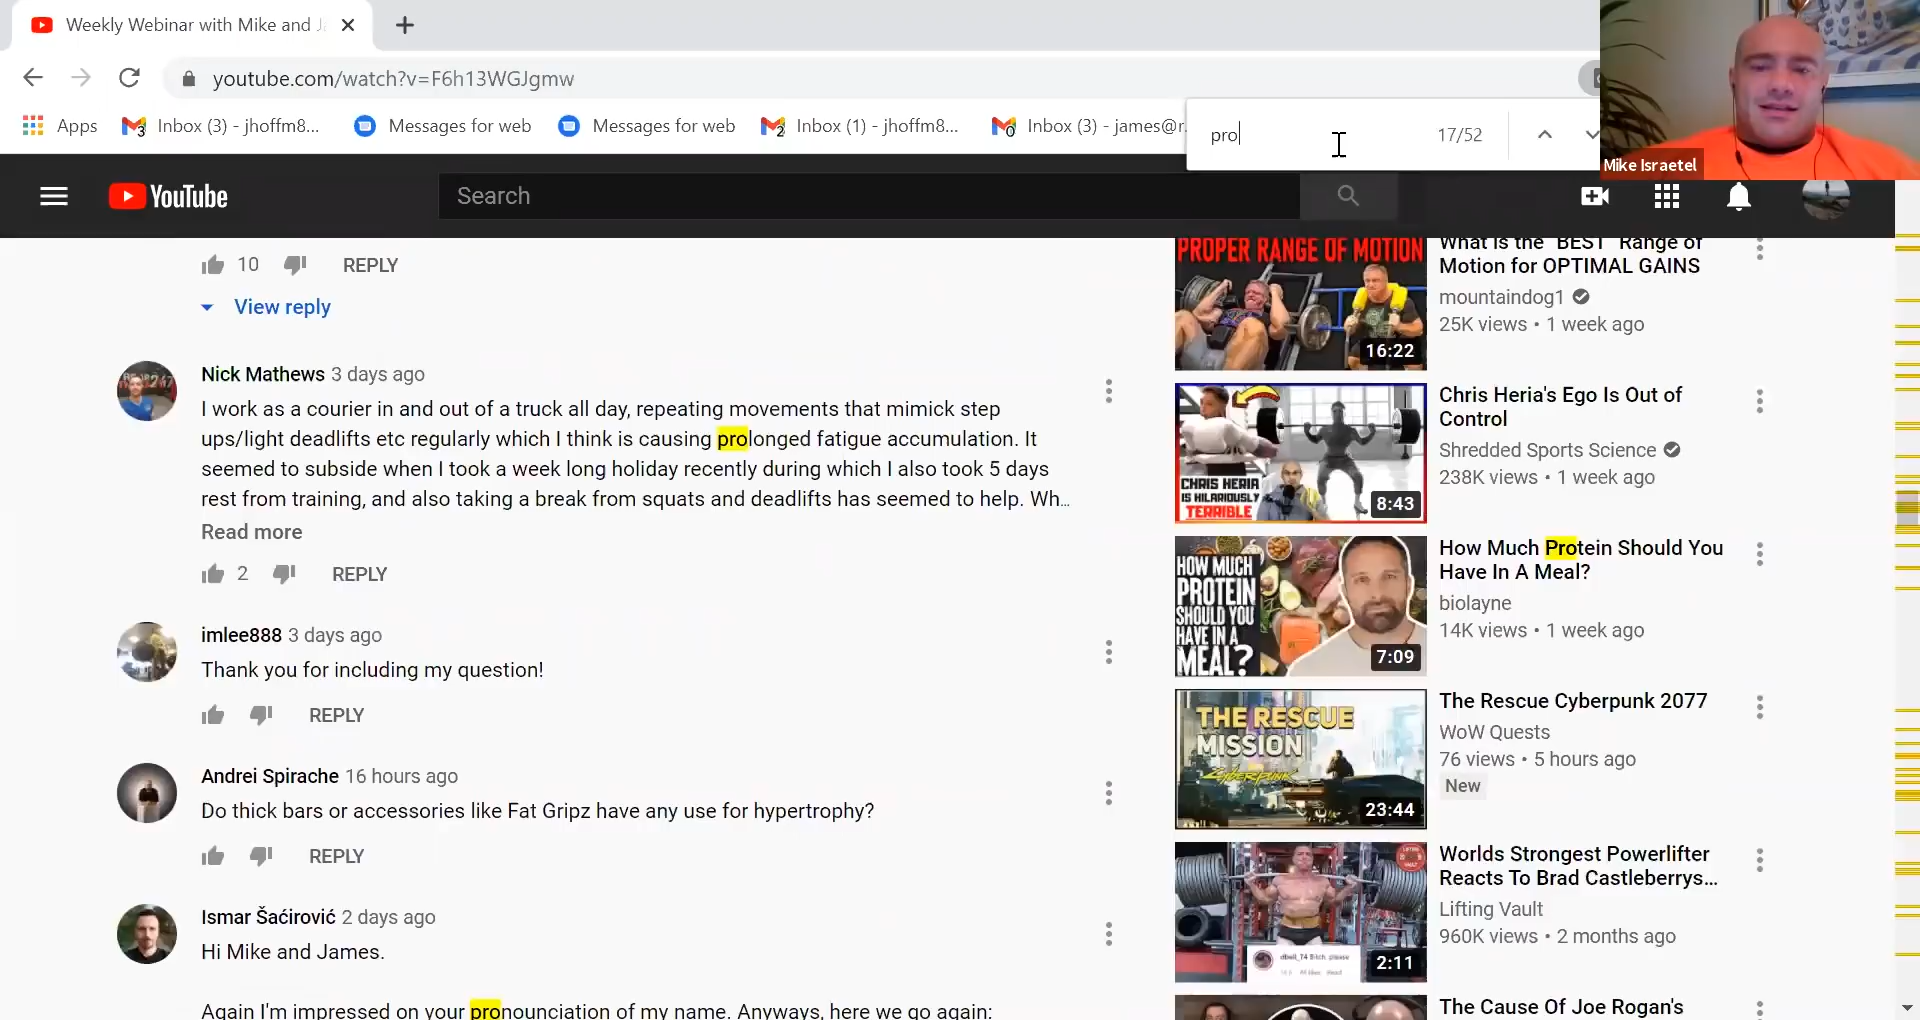 Weekly Webinar with Mike and J
youtube.com/watch?v=F6h13WGJgmw
Apps
3
Inbox (3) - jhoffm8...
Messages for web
Messages for web
2
Inbox (1) - jhoffm8...
0
Inbox (3) - james@r.
pro
17/52
Mike Israetel
YouTube
Search
10
REPLY
View reply
Nick Mathews 3 days ago
I work as a courier in and out of a truck all day, repeating movements that mimick step
ups/light deadlifts etc regularly which I think is causing prolonged fatigue accumulation. It
seemed to subside when I took a week long holiday recently during which I also took 5 days
rest from training, and also taking a break from squats and deadlifts has seemed to help. Wh...
Read more
2
REPLY
imlee888 3 days ago
Thank you for including my question!
REPLY
Andrei Spirache 16 hours ago
Do thick bars or accessories like Fat Gripz have any use for hypertrophy?
REPLY
Ismar Šaćirović 2 days ago
Hi Mike and James.
Again I'm impressed on your pronounciation of my name. Anyways, here we go again:
PROPER RANGE OF MOTION
16:22
What is the "BEST" Range of
Motion for OPTIMAL GAINS
mountaindog1
25K views • 1 week ago
CHRIS HERIA
IS HILARIOUSLY
TERRIBLE
8:43
Chris Heria's Ego Is Out of
Control
Shredded Sports Science
238K views • 1 week ago
HOW MUCH
PROTEIN
SHOULD YOU
HAVE IN A
MEAL?
7:09
How Much Protein Should You
Have In A Meal?
biolayne
14K views • 1 week ago
THE RESCUE
MISSION
Cyberpunk
23:44
The Rescue Cyberpunk 2077
WoW Quests
76 views • 5 hours ago
New
dbell_74 Bitch. please
2:11
Worlds Strongest Powerlifter
Reacts To Brad Castleberrys...
Lifting Vault
960K views • 2 months ago
The Cause Of Joe Rogan's